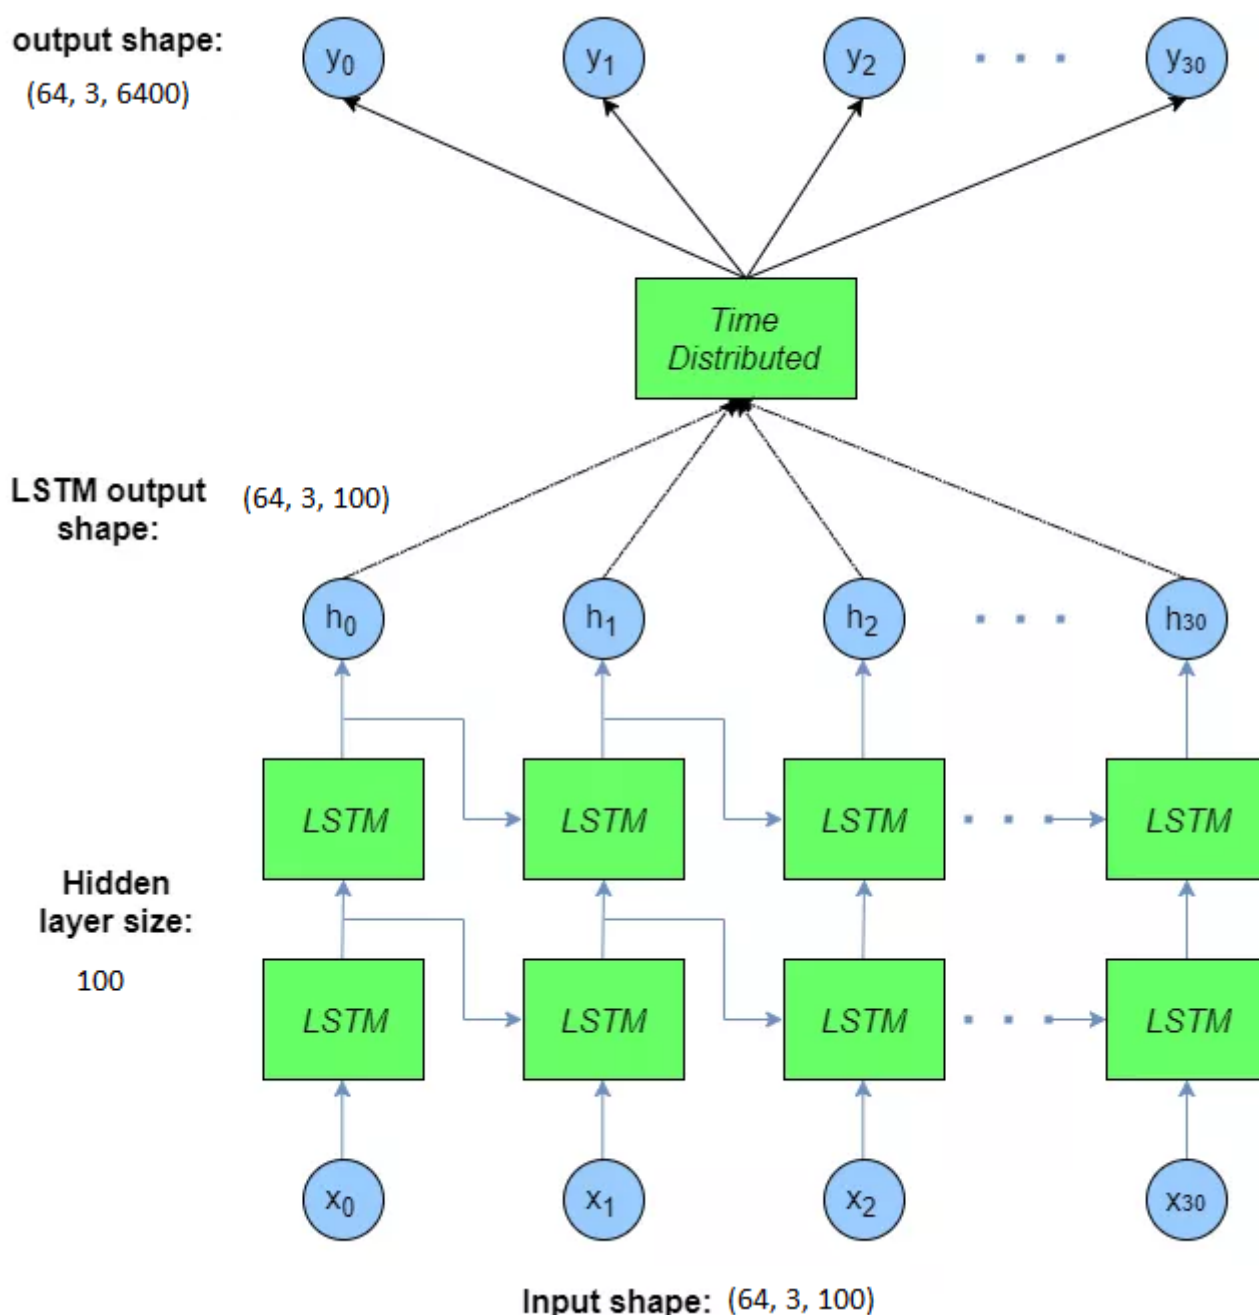 output shape:
(64, 3, 6400)
y0 y1 y2 y30
Time
Distributed
LSTM output
shape:
(64, 3, 100)
h0 h1 h2 h30
LSTM LSTM LSTM LSTM
Hidden
layer size:
100
LSTM LSTM LSTM LSTM
x0 x1 x2 x30
Input shape: (64, 3, 100)